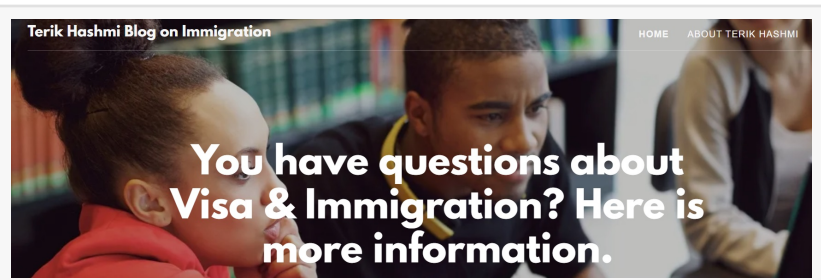 Terik Hashmi Blog on Immigration
HOME ABOUT TERIK HASHMI
You have questions about
Visa & Immigration? Here is
more information.